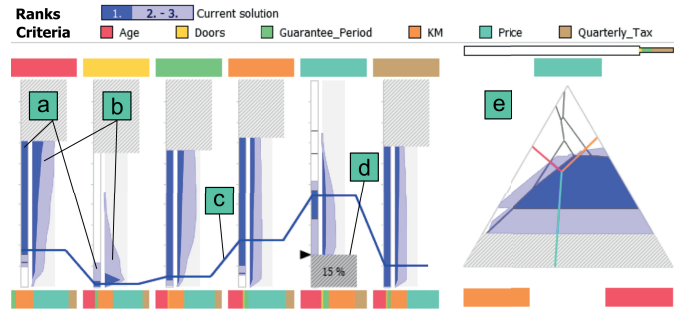 Ranks 1. 2. - 3. Current solution
Criteria Age Doors Guarantee_Period KM Price Quarterly_Tax
a b e
d
c
15 %